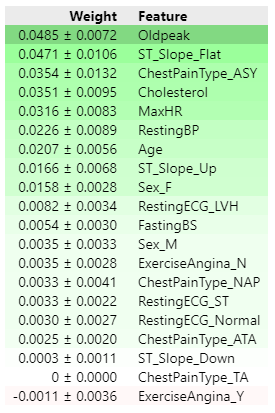 Weight Feature
0.0485 ± 0.0072 Oldpeak
0.0471 ± 0.0106 ST_Slope_Flat
0.0354 ± 0.0132 ChestPainType_ASY
0.0351 ± 0.0095 Cholesterol
0.0316 ± 0.0083 MaxHR
0.0226 ± 0.0089 RestingBP
0.0207 ± 0.0056 Age
0.0166 ± 0.0068 ST_Slope_Up
0.0158 ± 0.0028 Sex_F
0.0082 ± 0.0034 RestingECG_LVH
0.0054 ± 0.0030 FastingBS
0.0035 ± 0.0033 Sex_M
0.0035 ± 0.0028 ExerciseAngina_N
0.0033 ± 0.0041 ChestPainType_NAP
0.0033 ± 0.0022 RestingECG_ST
0.0030 ± 0.0027 RestingECG_Normal
0.0025 ± 0.0020 ChestPainType_ATA
0.0003 ± 0.0011 ST_Slope_Down
0 ± 0.0000 ChestPainType_TA
-0.0011 ± 0.0036 ExerciseAngina_Y